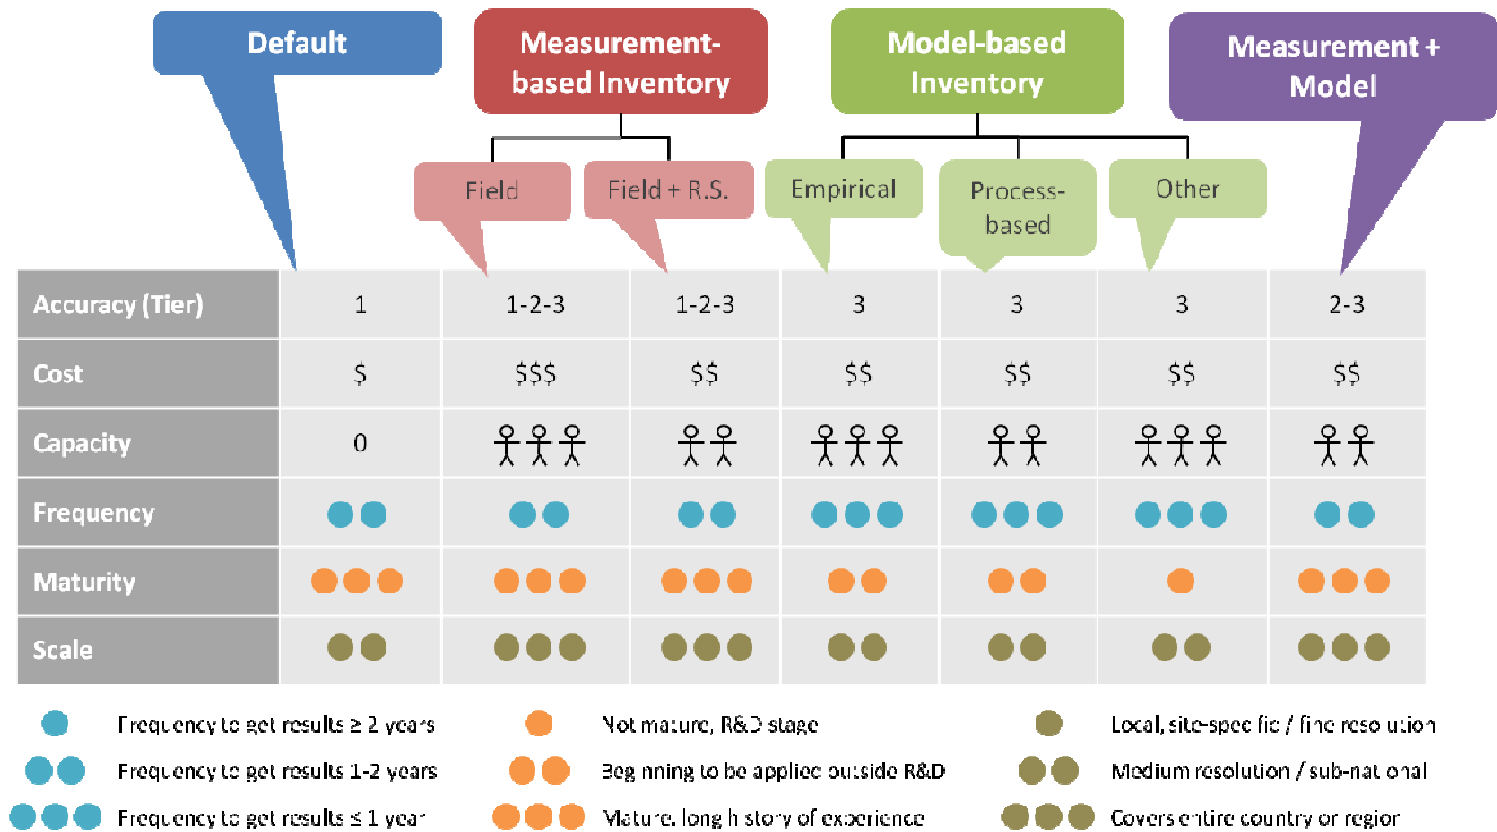 Default
Measurement-
based Inventory
Model-based
Inventory
Measurement +
Model
Field
Field + R.S.
Empirical
Process-
based
Other
Accuracy (Tier) 1 1-2-3 1-2-3 3 3 3 2-3
Cost $ $$$ $$ $$ $$ $$ $$
Capacity 0
Frequency
Maturity
Scale
Frequency to get results ≥ 2 years
Not mature, R&D stage
Local, site-specific / fine resolution
Frequency to get results 1-2 years
Beginning to be applied outside R&D
Medium resolution / sub-national
Frequency to get results ≤ 1 year
Mature, long history of experience
Covers entire country or region